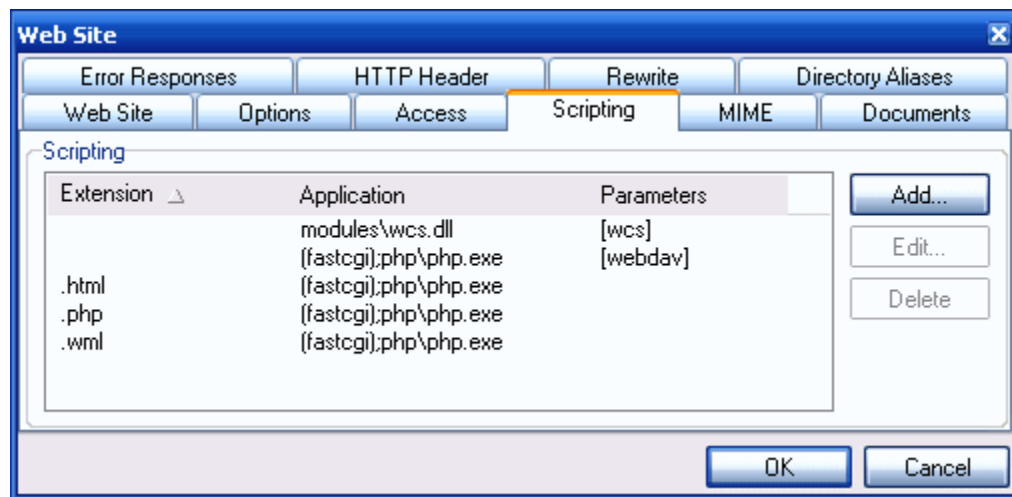 Web Site
Error Responses HTTP Header Rewrite Directory Aliases
Web Site Options Access Scripting MIME Documents
Scripting
Extension Application Parameters
Add...
modules\wcs.dll [wcs]
(fastcgi);php\php.exe [webdav]
Edit...
.html (fastcgi);php\php.exe
Delete
.php (fastcgi);php\php.exe
.wml (fastcgi);php\php.exe
OK Cancel